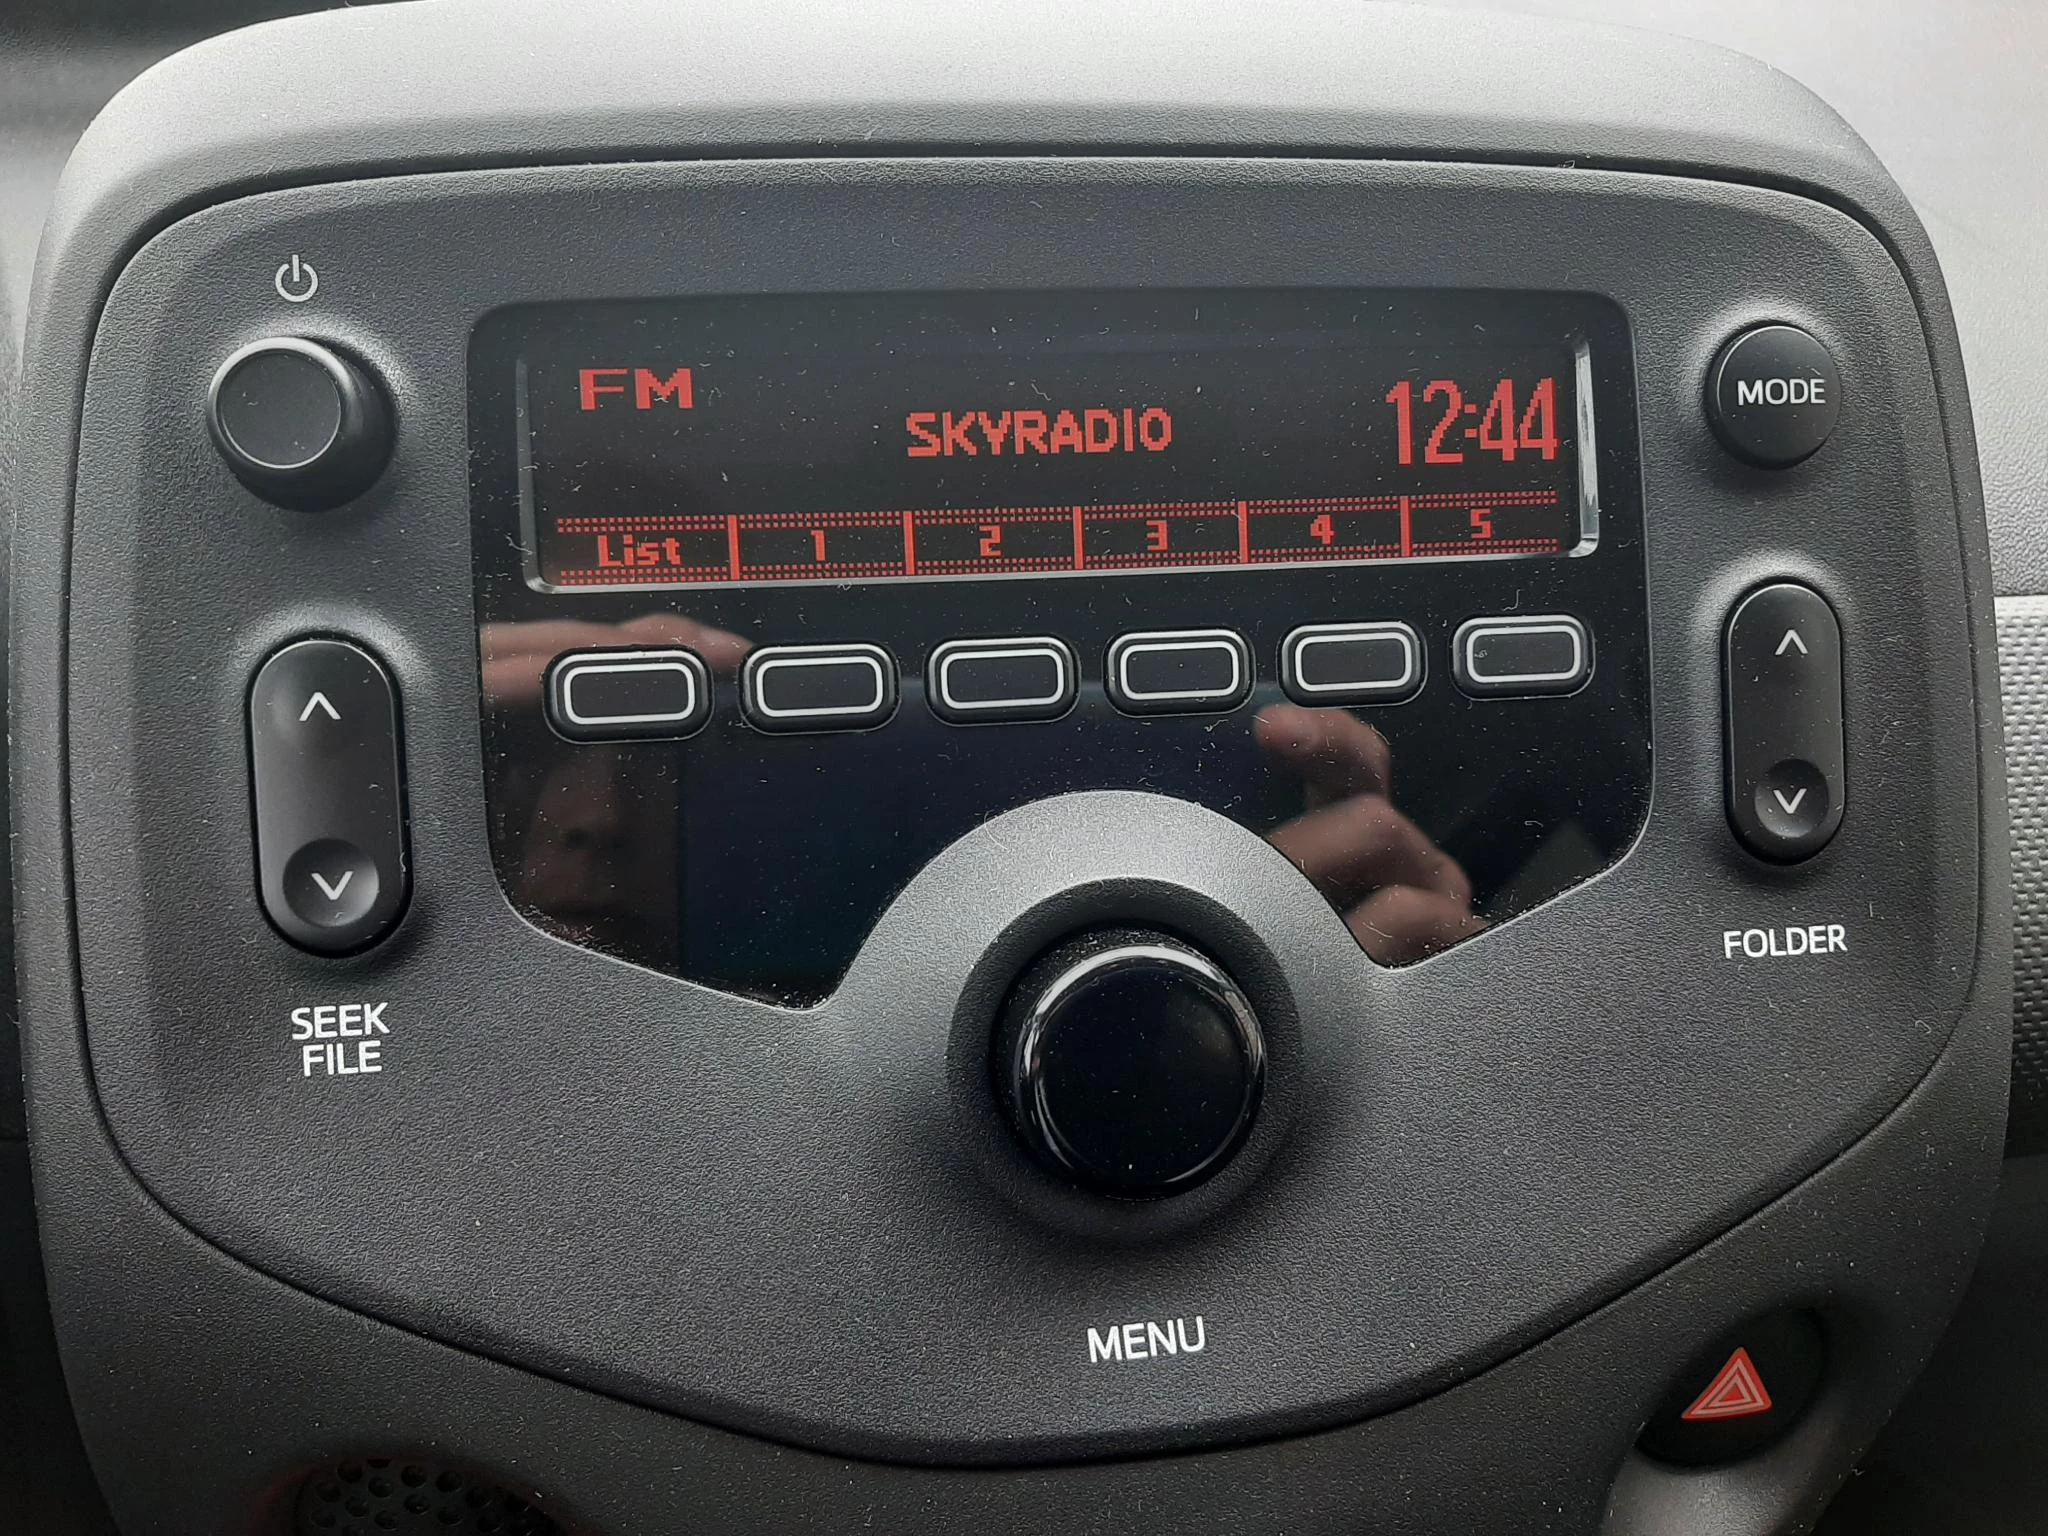 FM
SKYRADIO
12:44
List 1 2 3 4 5
MODE
SEEK
FILE
FOLDER
MENU